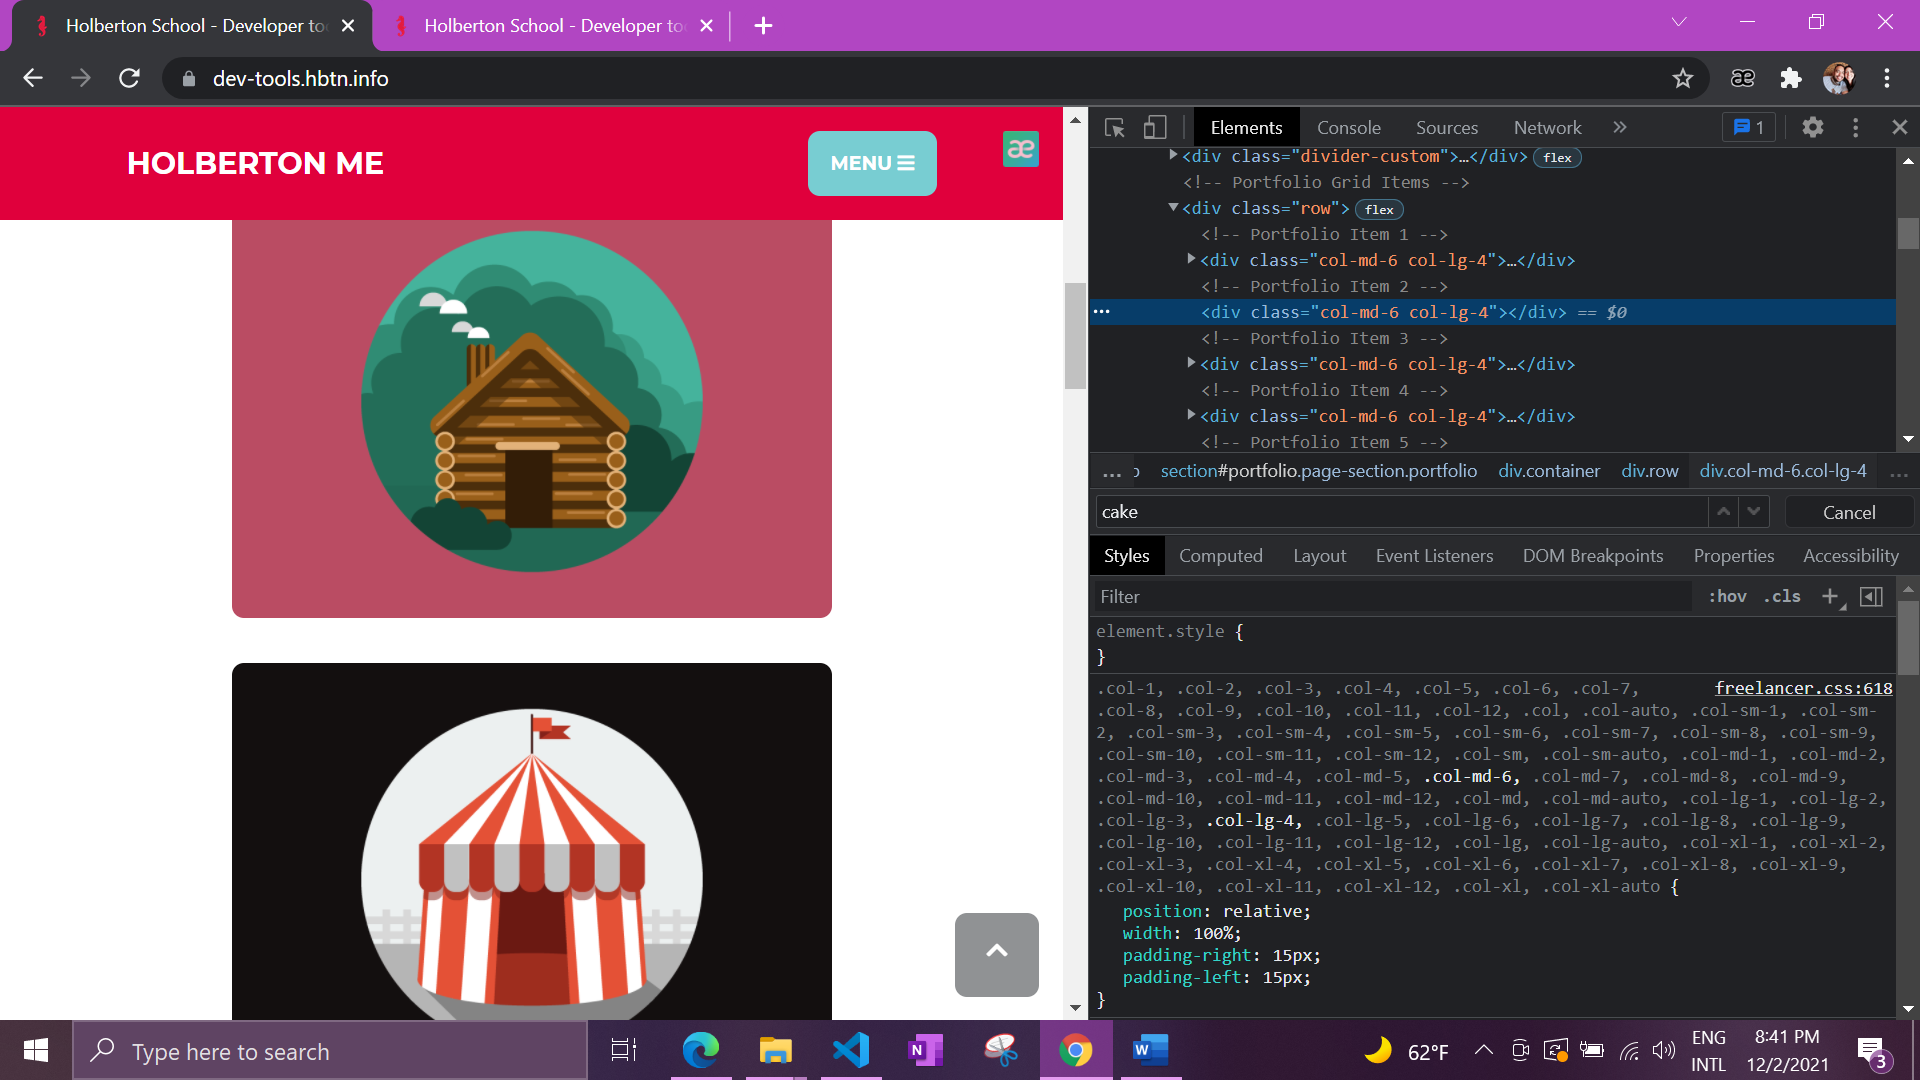 Holberton School - Developer to
Holberton School - Developer to
dev-tools.hbtn.info
æ
HOLBERTON ME
MENU
æ
Elements
Console
Sources
Network
1
<div class="divider-custom">…</div>
flex
<!-- Portfolio Grid Items -->
<div class="row">
flex
<!-- Portfolio Item 1 -->
<div class="col-md-6 col-lg-4">…</div>
<!-- Portfolio Item 2 -->
<div class="col-md-6 col-lg-4"></div> == $0
<!-- Portfolio Item 3 -->
<div class="col-md-6 col-lg-4">…</div>
<!-- Portfolio Item 4 -->
<div class="col-md-6 col-lg-4">…</div>
<!-- Portfolio Item 5 -->
... section#portfolio.page-section.portfolio div.container div.row div.col-md-6.col-lg-4 ...
cake
Cancel
Styles
Computed
Layout
Event Listeners
DOM Breakpoints
Properties
Accessibility
Filter
:hov .cls +
element.style {
}
.col-1, .col-2, .col-3, .col-4, .col-5, .col-6, .col-7, freelancer.css:618
.col-8, .col-9, .col-10, .col-11, .col-12, .col, .col-auto, .col-sm-1, .col-sm-
2, .col-sm-3, .col-sm-4, .col-sm-5, .col-sm-6, .col-sm-7, .col-sm-8, .col-sm-9,
.col-sm-10, .col-sm-11, .col-sm-12, .col-sm, .col-sm-auto, .col-md-1, .col-md-2,
.col-md-3, .col-md-4, .col-md-5, .col-md-6, .col-md-7, .col-md-8, .col-md-9,
.col-md-10, .col-md-11, .col-md-12, .col-md, .col-md-auto, .col-lg-1, .col-lg-2,
.col-lg-3, .col-lg-4, .col-lg-5, .col-lg-6, .col-lg-7, .col-lg-8, .col-lg-9,
.col-lg-10, .col-lg-11, .col-lg-12, .col-lg, .col-lg-auto, .col-xl-1, .col-xl-2,
.col-xl-3, .col-xl-4, .col-xl-5, .col-xl-6, .col-xl-7, .col-xl-8, .col-xl-9,
.col-xl-10, .col-xl-11, .col-xl-12, .col-xl, .col-xl-auto {
position: relative;
width: 100%;
padding-right: 15px;
padding-left: 15px;
}
Type here to search
N
W
62°F
ENG
INTL
8:41 PM
12/2/2021
3